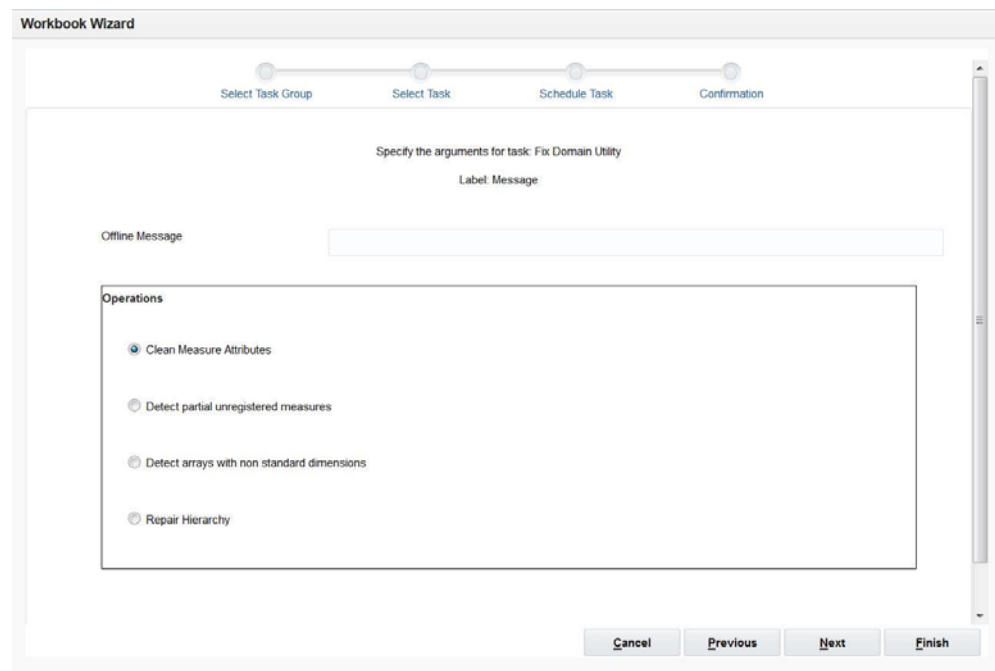 Workbook Wizard
Select Task Group
Select Task
Schedule Task
Confirmation
Specify the arguments for task: Fix Domain Utility
Label: Message
Offline Message
Operations
Clean Measure Attributes
Detect partial unregistered measures
Detect arrays with non standard dimensions
Repair Hierarchy
Cancel
Previous
Next
Finish